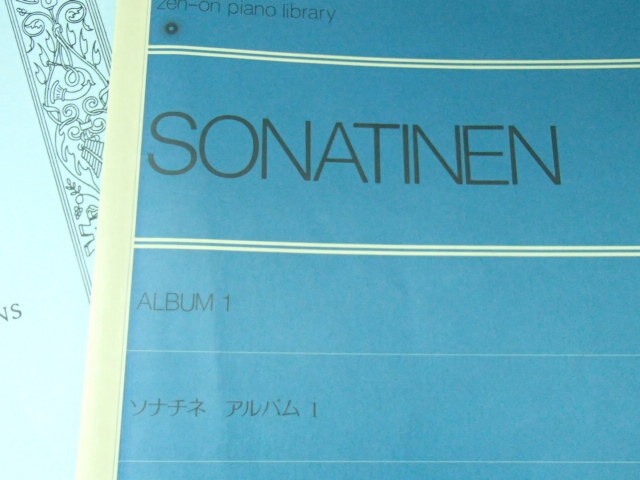 zen-on piano library
SONATINEN
ALBUM 1
ソナチネ アルバム 1
NS